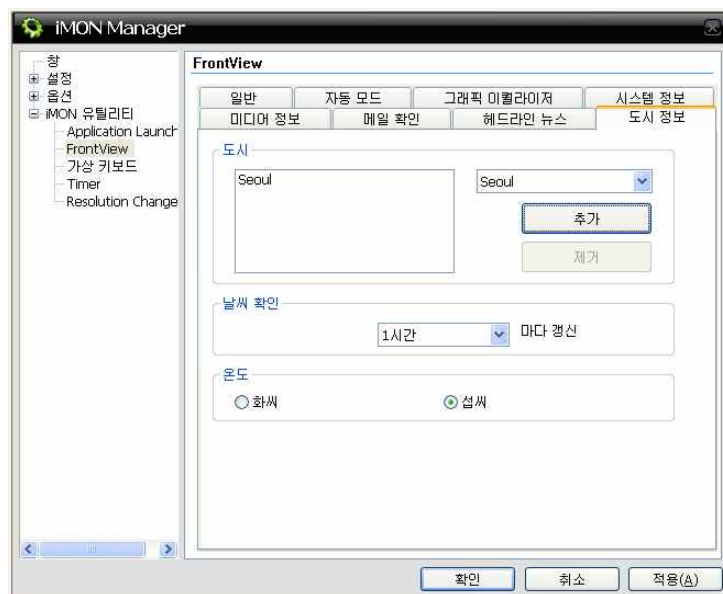 iMON Manager
창
설정
옵션
iMON 유틸리티
Application Launch
FrontView
가상 키보드
Timer
Resolution Change
FrontView
일반
자동 모드
그래픽 이퀄라이저
시스템 정보
미디어 정보
메일 확인
헤드라인 뉴스
도시 정보
도시
Seoul
Seoul
추가
제거
날씨 확인
1시간
마다 갱신
온도
화씨
섭씨
확인
취소
적용(A)